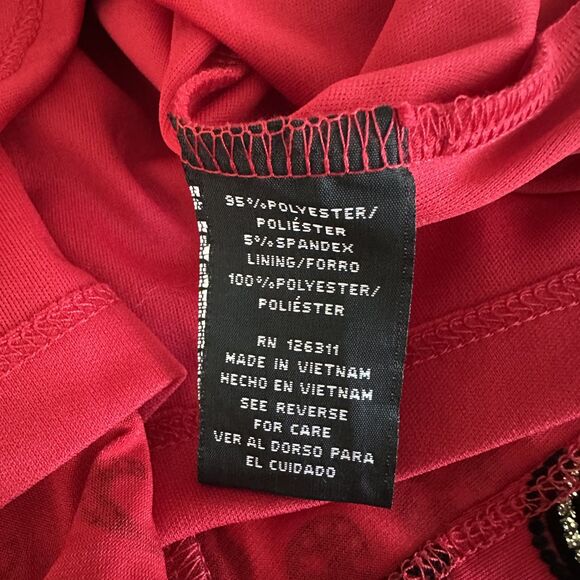 95%POLYESTER/
POLIÉSTER
5%SPANDEX
LINING/FORRO
100%POLYESTER/
POLIÉSTER
RN 126311
MADE IN VIETNAM
HECHO EN VIETNAM
SEE REVERSE
FOR CARE
VER AL DORSO PARA
EL CUIDADO